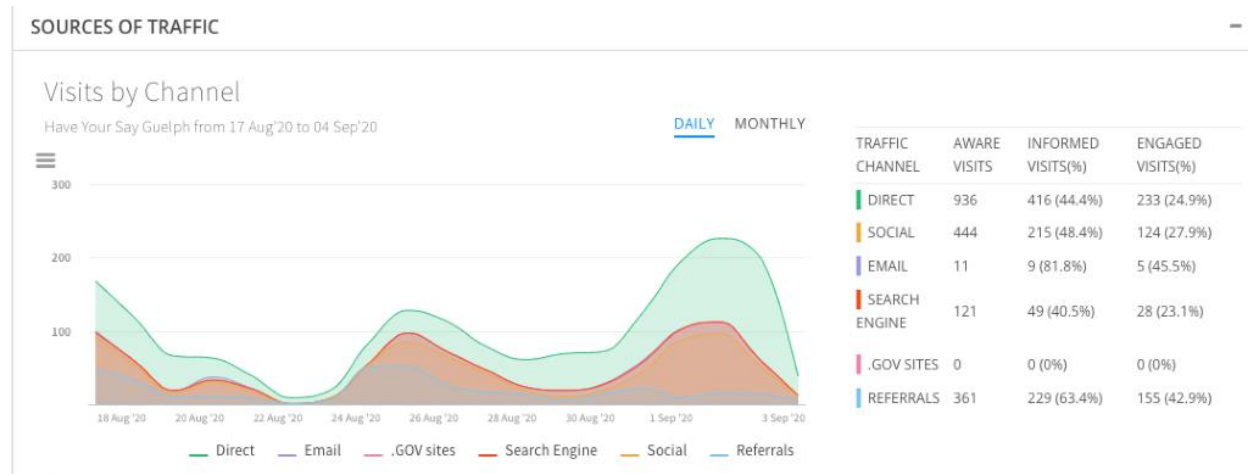 SOURCES OF TRAFFIC
Visits by Channel
Have Your Say Guelph from 17 Aug'20 to 04 Sep'20
DAILY MONTHLY
300
200
100
18 Aug '20 20 Aug '20 22 Aug '20 24 Aug '20 26 Aug '20 28 Aug '20 30 Aug '20 1 Sep '20 3 Sep '20
Direct Email .GOV sites Search Engine Social Referrals
TRAFFIC AWARE INFORMED ENGAGED
CHANNEL VISITS VISITS(%) VISITS(%)
DIRECT 936 416 (44.4%) 233 (24.9%)
SOCIAL 444 215 (48.4%) 124 (27.9%)
EMAIL 11 9 (81.8%) 5 (45.5%)
SEARCH
ENGINE 121 49 (40.5%) 28 (23.1%)
.GOV SITES 0 0 (0%) 0 (0%)
REFERRALS 361 229 (63.4%) 155 (42.9%)